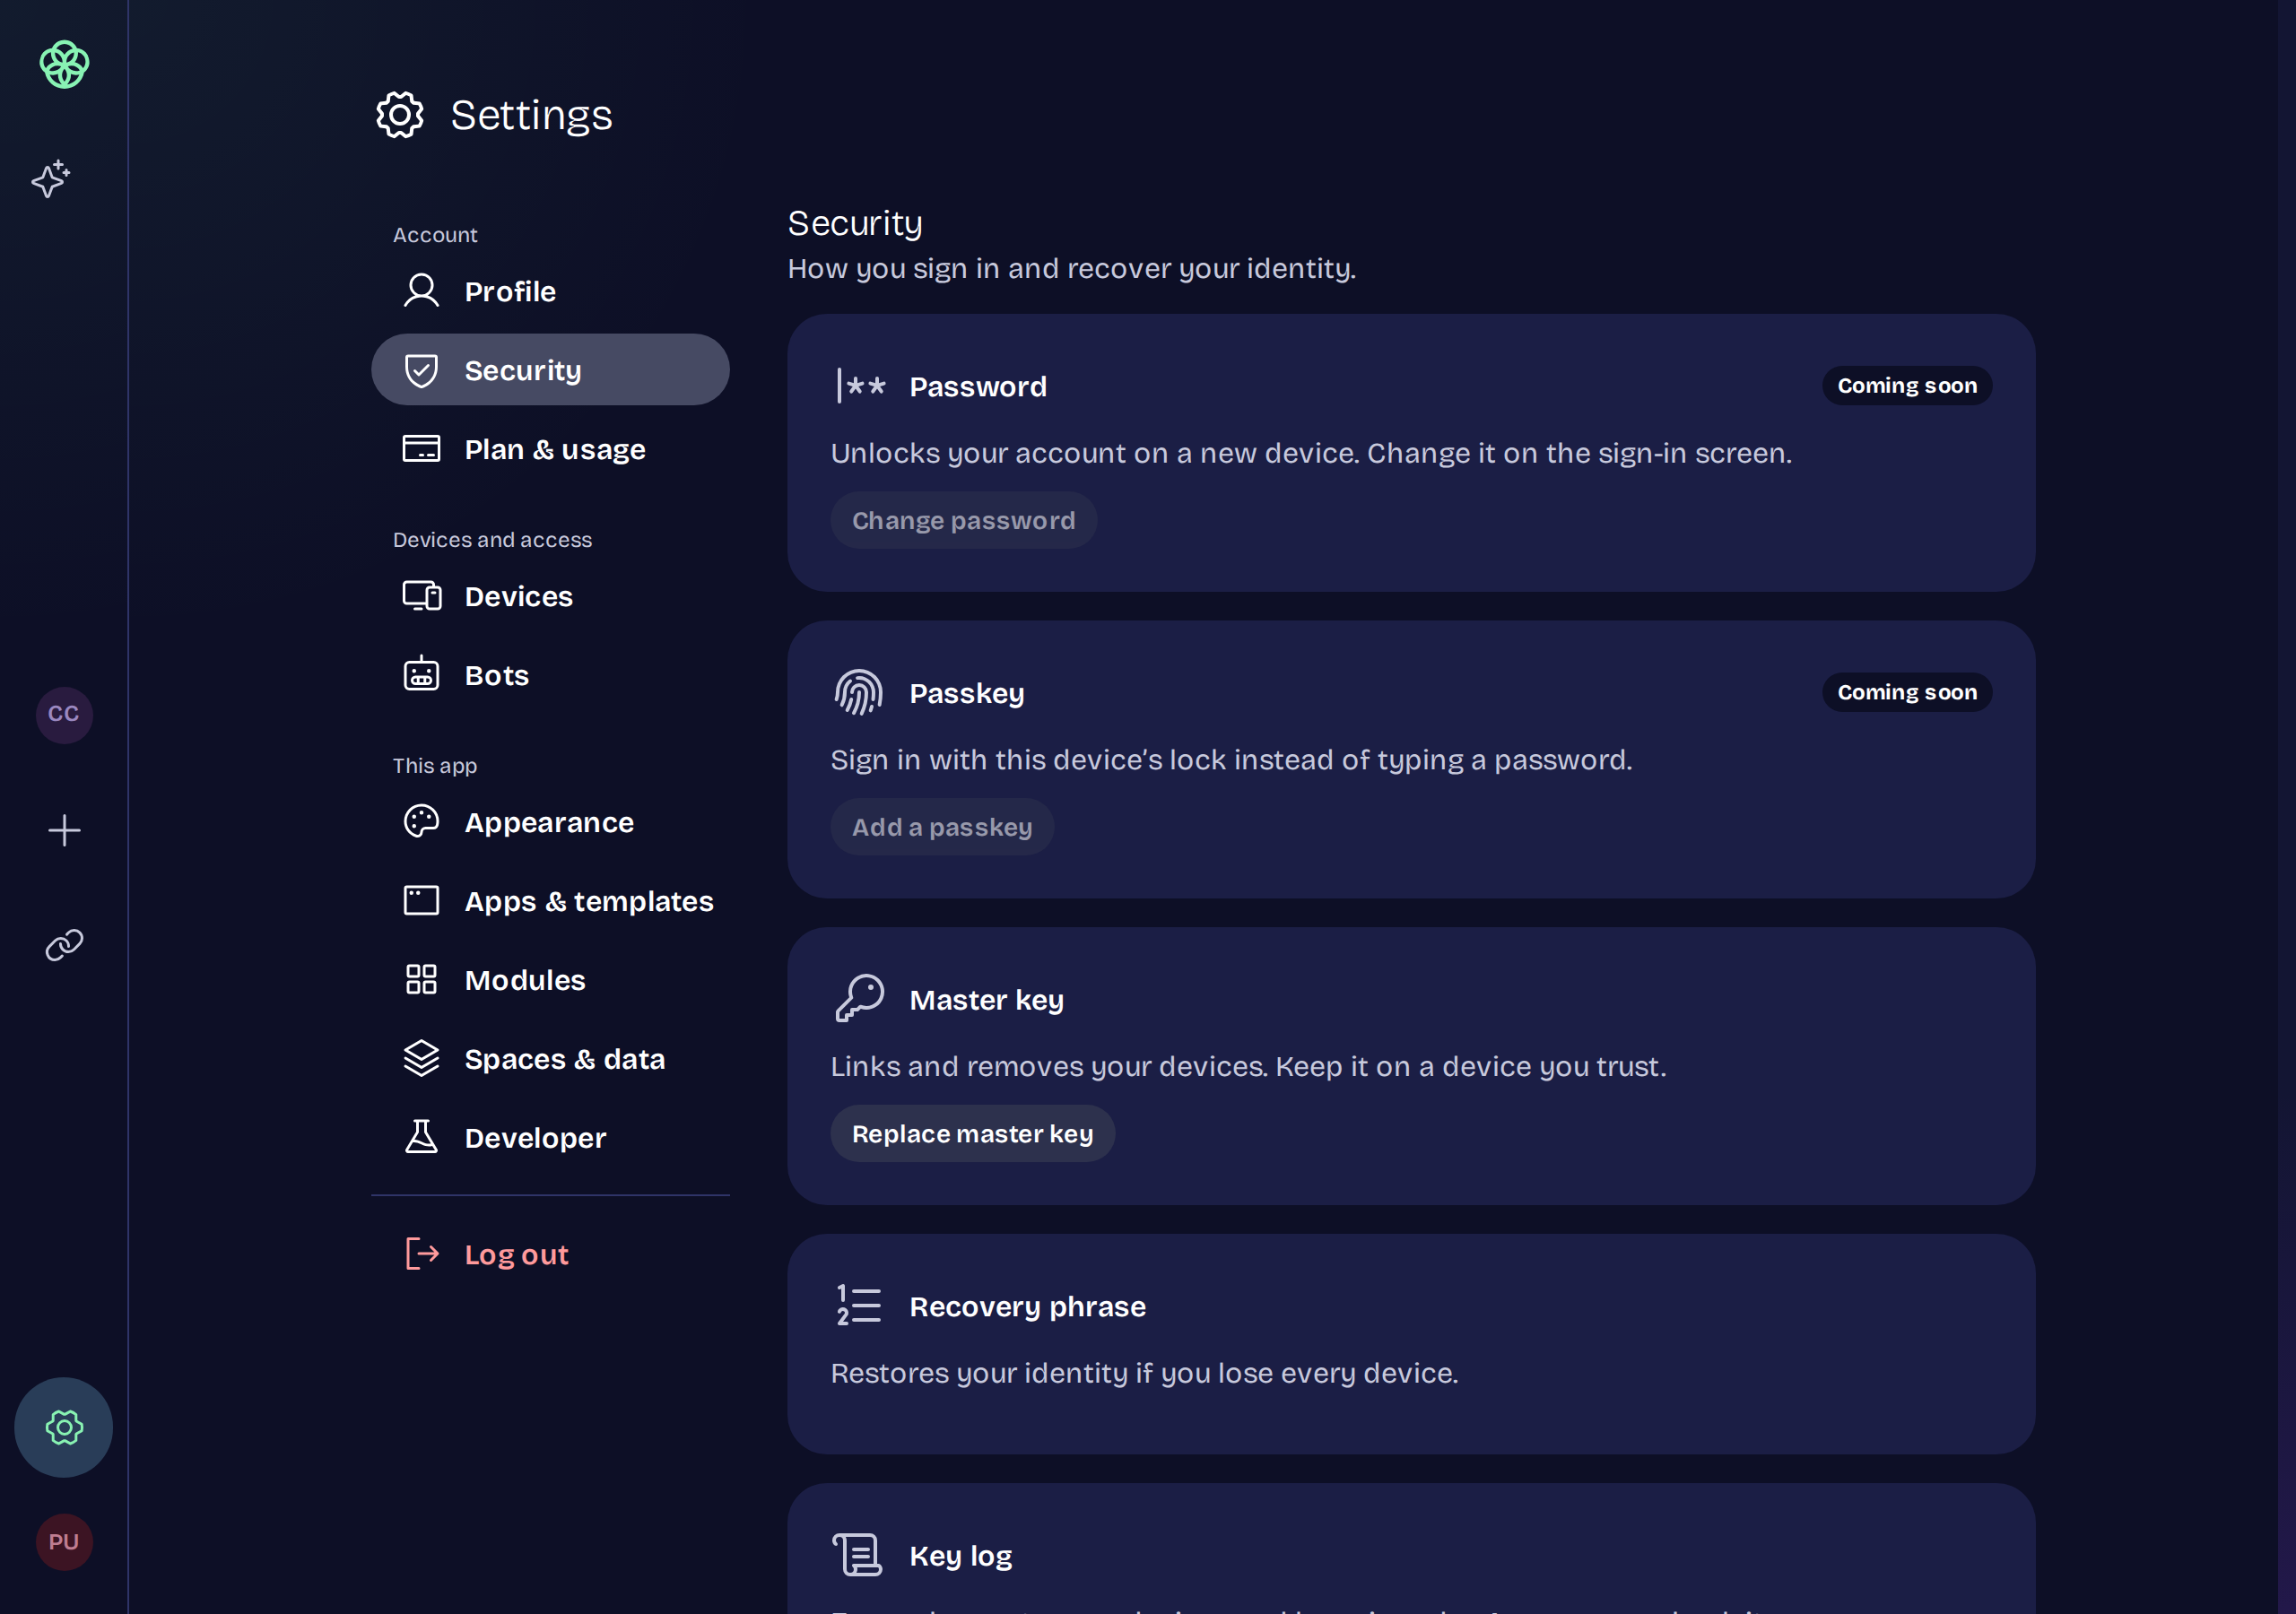 Settings
Account
Profile
Security
Plan & usage
Devices and access
Devices
Bots
This app
Appearance
Apps & templates
Modules
Spaces & data
Developer
Log out
CC
PU
Security
How you sign in and recover your identity.
Password
Coming soon
Unlocks your account on a new device. Change it on the sign-in screen.
Change password
Passkey
Coming soon
Sign in with this device’s lock instead of typing a password.
Add a passkey
Master key
Links and removes your devices. Keep it on a device you trust.
Replace master key
Recovery phrase
Restores your identity if you lose every device.
Key log